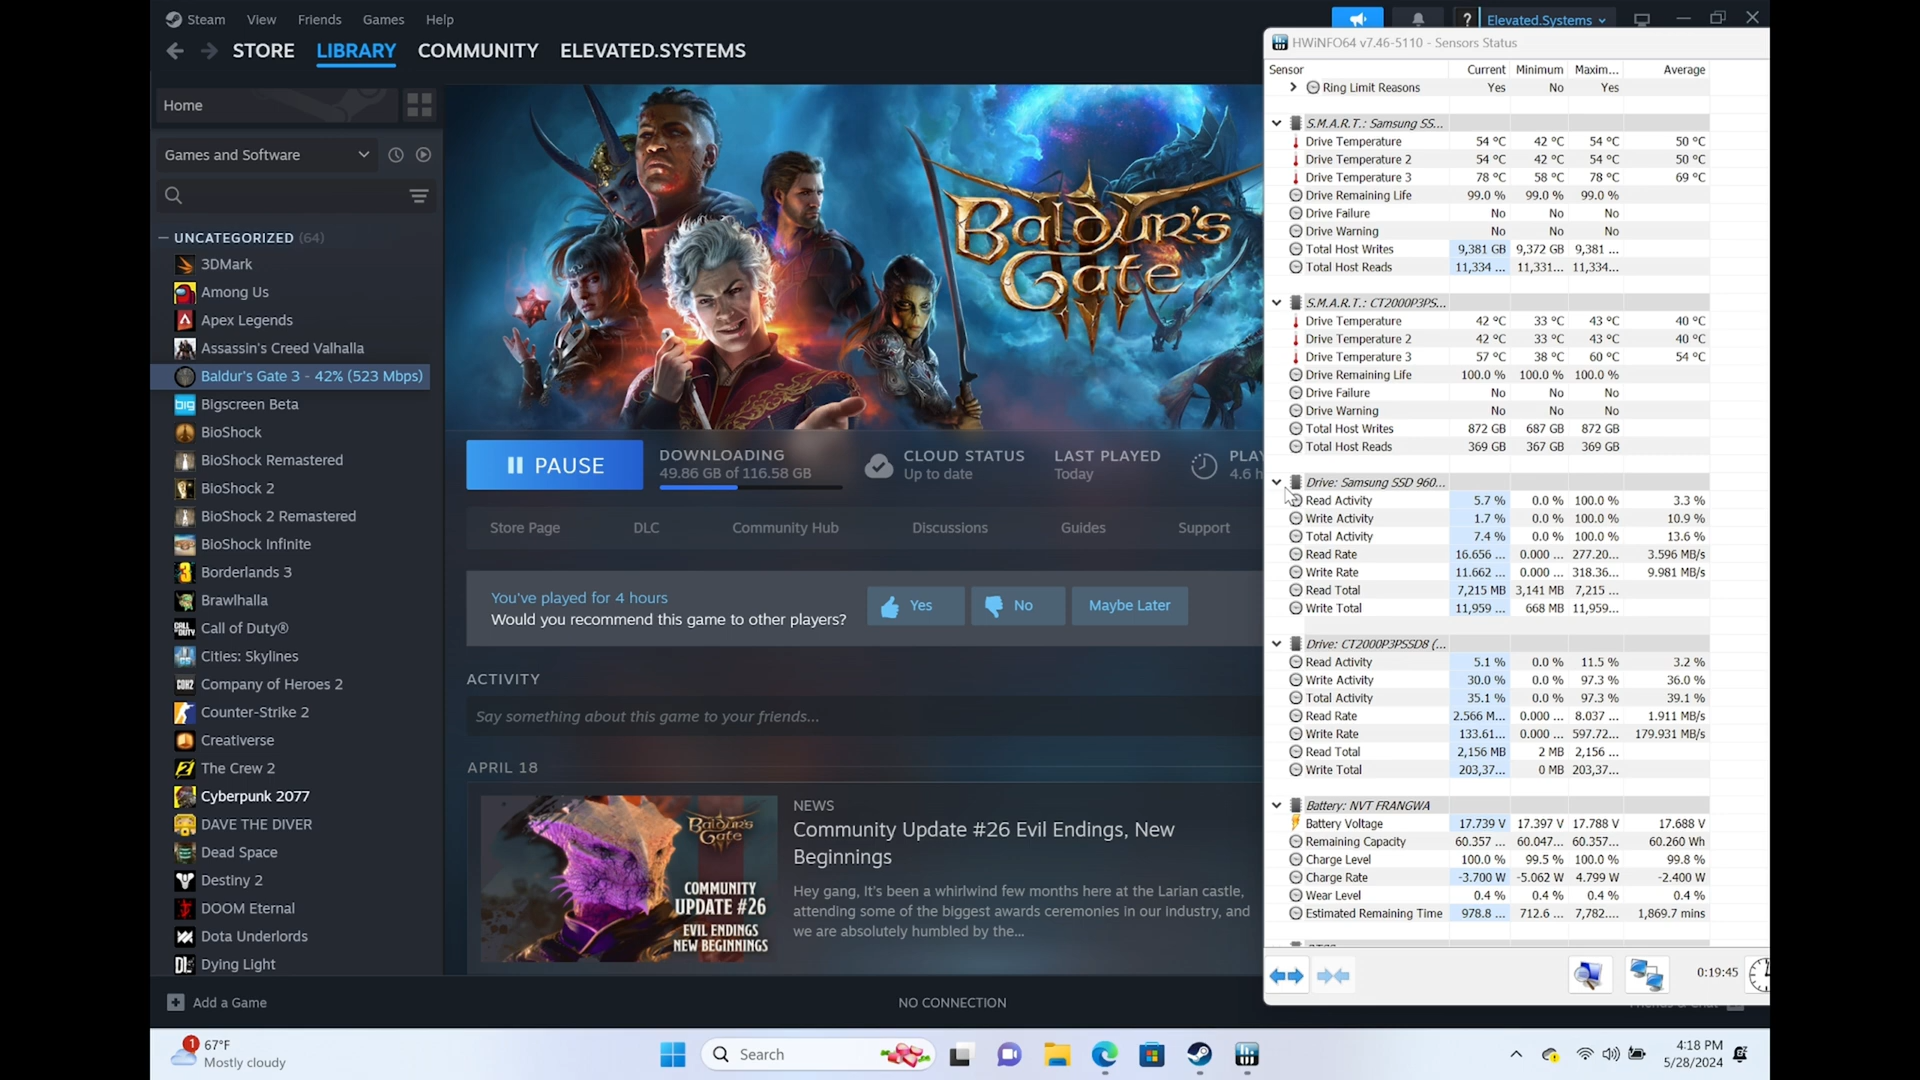 Steam View Friends Games Help
Elevated.Systems
STORE LIBRARY COMMUNITY ELEVATED.SYSTEMS
Home
Games and Software
UNCATEGORIZED (64)
3DMark
Among Us
Apex Legends
Assassin's Creed Valhalla
Baldur's Gate 3 - 42% (523 Mbps)
Bigscreen Beta
BioShock
BioShock Remastered
BioShock 2
BioShock 2 Remastered
BioShock Infinite
Borderlands 3
Brawlhalla
Call of Duty®
Cities: Skylines
Company of Heroes 2
Counter-Strike 2
Creativerse
The Crew 2
Cyberpunk 2077
DAVE THE DIVER
Dead Space
Destiny 2
DOOM Eternal
Dota Underlords
Dying Light
Add a Game
BALDUR'S
GATE
III
PAUSE
DOWNLOADING
49.86 GB of 116.58 GB
CLOUD STATUS
Up to date
LAST PLAYED
Today
PLAY
4.6 h
Store Page DLC Community Hub Discussions Guides Support
You've played for 4 hours
Would you recommend this game to other players?
Yes No Maybe Later
ACTIVITY
Say something about this game to your friends...
APRIL 18
BALDUR'S
GATE
COMMUNITY
UPDATE #26
EVIL ENDINGS
NEW BEGINNINGS
NEWS
Community Update #26 Evil Endings, New
Beginnings
Hey gang, It's been a whirlwind few months here at the Larian castle,
attending some of the biggest awards ceremonies in our industry, and
we are absolutely humbled by the...
NO CONNECTION
HWiNFO64 v7.46-5110 - Sensors Status
Sensor Current Minimum Maxim... Average
Ring Limit Reasons Yes No Yes
S.M.A.R.T.: Samsung SS...
Drive Temperature 54 °C 42 °C 54 °C 50 °C
Drive Temperature 2 54 °C 42 °C 54 °C 50 °C
Drive Temperature 3 78 °C 58 °C 78 °C 69 °C
Drive Remaining Life 99.0 % 99.0 % 99.0 %
Drive Failure No No No
Drive Warning No No No
Total Host Writes 9,381 GB 9,372 GB 9,381 ...
Total Host Reads 11,334 ... 11,331... 11,334...
S.M.A.R.T.: CT2000P3PS...
Drive Temperature 42 °C 33 °C 43 °C 40 °C
Drive Temperature 2 42 °C 33 °C 43 °C 40 °C
Drive Temperature 3 57 °C 38 °C 60 °C 54 °C
Drive Remaining Life 100.0 % 100.0 % 100.0 %
Drive Failure No No No
Drive Warning No No No
Total Host Writes 872 GB 687 GB 872 GB
Total Host Reads 369 GB 367 GB 369 GB
Drive: Samsung SSD 960...
Read Activity 5.7 % 0.0 % 100.0 % 3.3 %
Write Activity 1.7 % 0.0 % 100.0 % 10.9 %
Total Activity 7.4 % 0.0 % 100.0 % 13.6 %
Read Rate 16.656 ... 0.000 ... 277.20... 3.596 MB/s
Write Rate 11.662 ... 0.000 ... 318.36... 9.981 MB/s
Read Total 7,215 MB 3,141 MB 7,215 ...
Write Total 11,959 ... 668 MB 11,959...
Drive: CT2000P3PSSD8 (...
Read Activity 5.1 % 0.0 % 11.5 % 3.2 %
Write Activity 30.0 % 0.0 % 97.3 % 36.0 %
Total Activity 35.1 % 0.0 % 97.3 % 39.1 %
Read Rate 2.566 M... 0.000 ... 8.037 ... 1.911 MB/s
Write Rate 133.61... 0.000 ... 597.72... 179.931 MB/s
Read Total 2,156 MB 2 MB 2,156 ...
Write Total 203,37... 0 MB 203,37...
Battery: NVT FRANGWA
Battery Voltage 17.739 V 17.397 V 17.788 V 17.688 V
Remaining Capacity 60.357 ... 60.047... 60.357... 60.260 Wh
Charge Level 100.0 % 99.5 % 100.0 % 99.8 %
Charge Rate -3.700 W -5.062 W 4.799 W -2.400 W
Wear Level 0.4 % 0.4 % 0.4 % 0.4 %
Estimated Remaining Time 978.8 ... 712.6 ... 7,782.... 1,869.7 mins
0:19:45
1
67°F
Mostly cloudy
Search
4:18 PM
5/28/2024